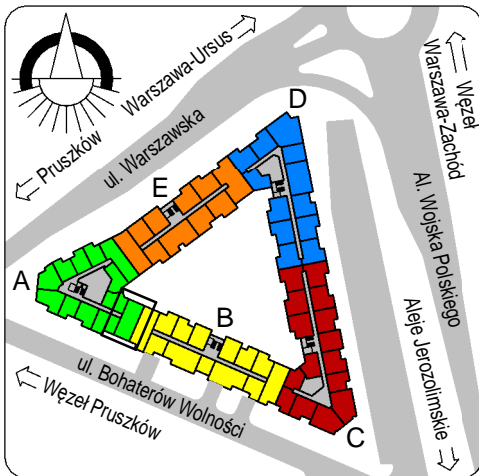 Warszawa-Ursus
Pruszków
ul. Warszawska
Węzeł
Warszawa-Zachód
Al. Wojska Polskiego
Aleje Jerozolimskie
D
E
A
B
C
ul. Bohaterów Wolności
Węzeł Pruszków